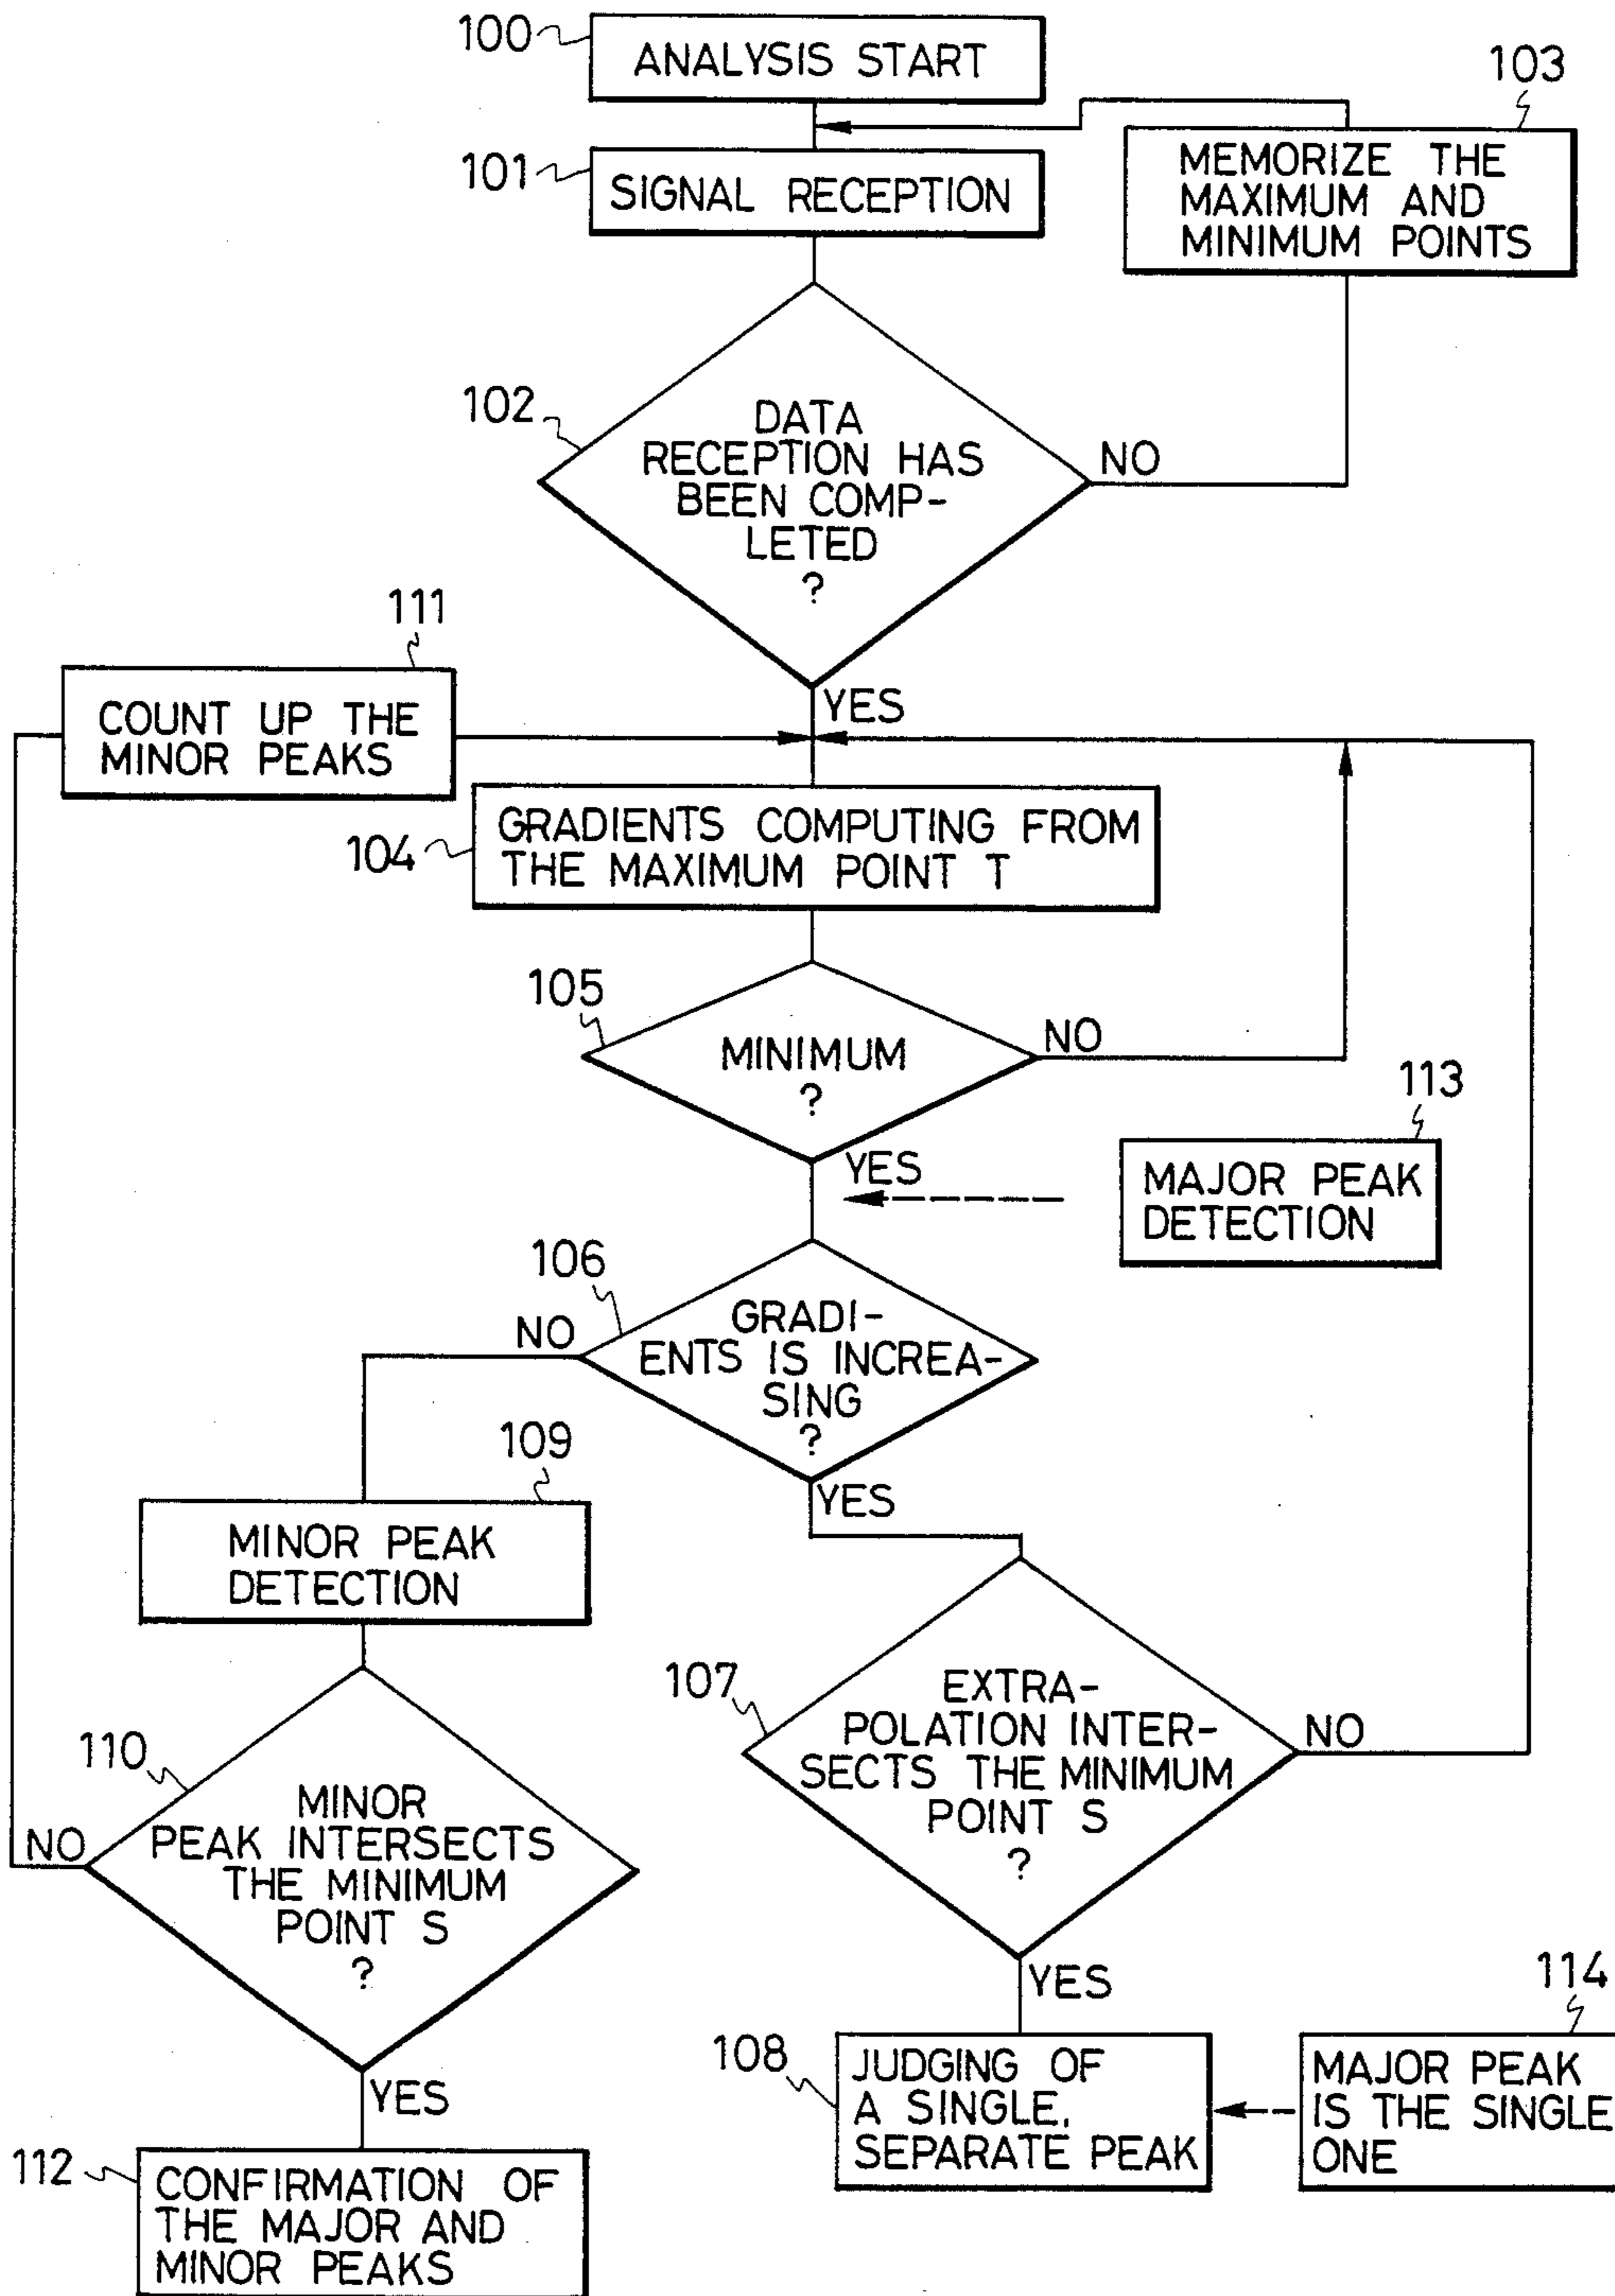 100
ANALYSIS START
103
101
SIGNAL RECEPTION
MEMORIZE THE
MAXIMUM AND
MINIMUM POINTS
102
DATA
RECEPTION HAS
BEEN COMP-
LETED
?
NO
YES
111
COUNT UP THE
MINOR PEAKS
104
GRADIENTS COMPUTING FROM
THE MAXIMUM POINT T
105
MINIMUM
?
NO
YES
113
MAJOR PEAK
DETECTION
106
GRADI-
ENTS IS INCREA-
SING
?
NO
YES
109
MINOR PEAK
DETECTION
107
EXTRA-
POLATION INTER-
SECTS THE MINIMUM
POINT S
?
NO
YES
110
MINOR
PEAK INTERSECTS
THE MINIMUM
POINT S
?
NO
YES
108
JUDGING OF
A SINGLE,
SEPARATE PEAK
114
MAJOR PEAK
IS THE SINGLE
ONE
112
CONFIRMATION OF
THE MAJOR AND
MINOR PEAKS